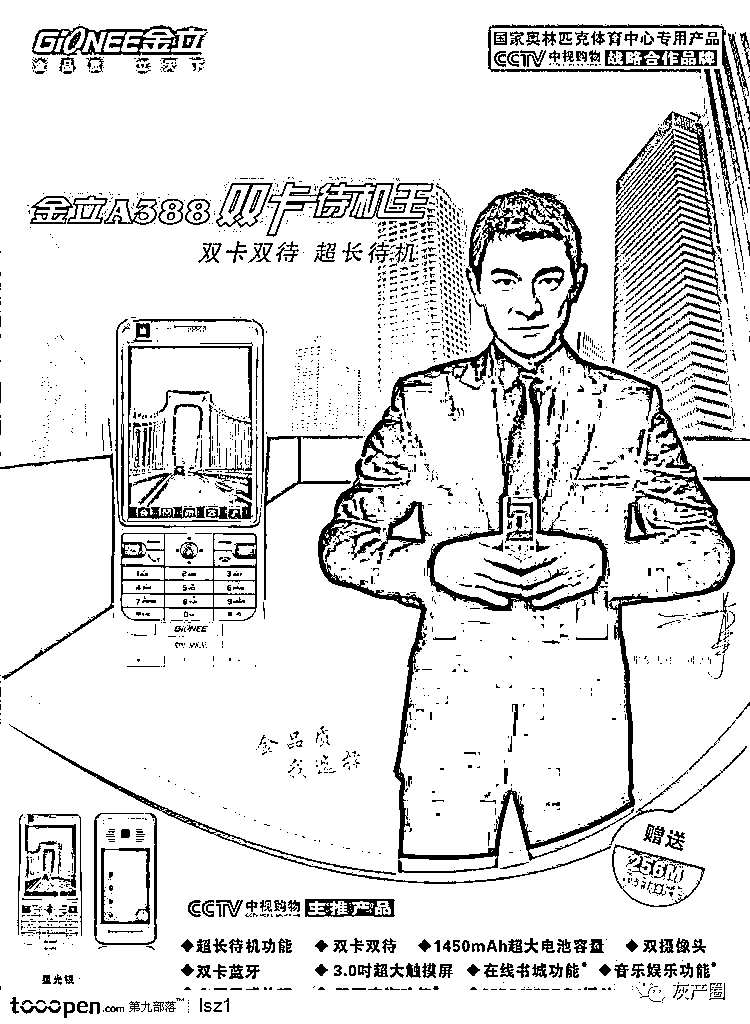 GiONEE金立
金品质 立天下
国家奥林匹克体育中心专用产品
CCTV 中视购物 战略合作品牌
金立A388 双卡待机王
双卡双待 超长待机
GiONEE
金品质
我选择
赠送
256M
CCTV 中视购物 主推产品
◆超长待机功能 ◆双卡双待 ◆1450mAh超大电池容量 ◆双摄像头
◆双卡蓝牙 ◆3.0吋超大触摸屏 ◆在线书城功能* ◆音乐娱乐功能*
星光银
灰产圈
tooopen.com 第九部落™ lsz1